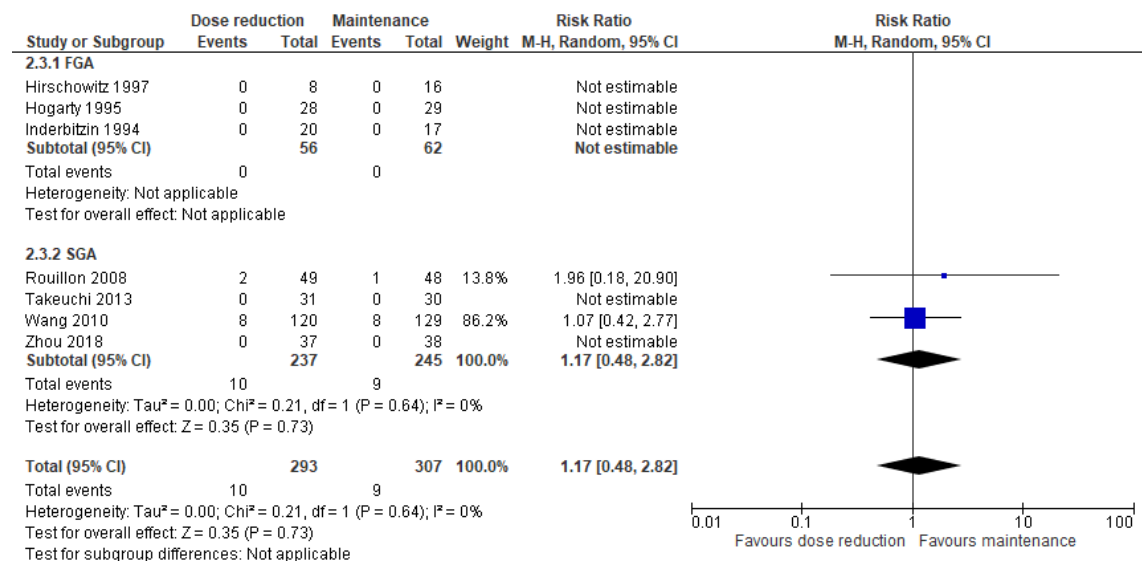 Dose reduction Maintenance Risk Ratio Risk Ratio
Study or Subgroup Events Total Events Total Weight M-H, Random, 95% CI M-H, Random, 95% CI
2.3.1 FGA
Hirschowitz 1997 0 8 0 16 Not estimable
Hogarty 1995 0 28 0 29 Not estimable
Inderbitzin 1994 0 20 0 17 Not estimable
Subtotal (95% CI) 56 62 Not estimable
Total events 0 0
Heterogeneity: Not applicable
Test for overall effect: Not applicable
2.3.2 SGA
Rouillon 2008 2 49 1 48 13.8% 1.96 [0.18, 20.90]
Takeuchi 2013 0 31 0 30 Not estimable
Wang 2010 8 120 8 129 86.2% 1.07 [0.42, 2.77]
Zhou 2018 0 37 0 38 Not estimable
Subtotal (95% CI) 237 245 100.0% 1.17 [0.48, 2.82]
Total events 10 9
Heterogeneity: Tau² = 0.00; Chi² = 0.21, df = 1 (P = 0.64); I² = 0%
Test for overall effect: Z = 0.35 (P = 0.73)
Total (95% CI) 293 307 100.0% 1.17 [0.48, 2.82]
Total events 10 9
Heterogeneity: Tau² = 0.00; Chi² = 0.21, df = 1 (P = 0.64); I² = 0%
Test for overall effect: Z = 0.35 (P = 0.73)
Test for subgroup differences: Not applicable
0.01 0.1 1 10 100
Favours dose reduction Favours maintenance